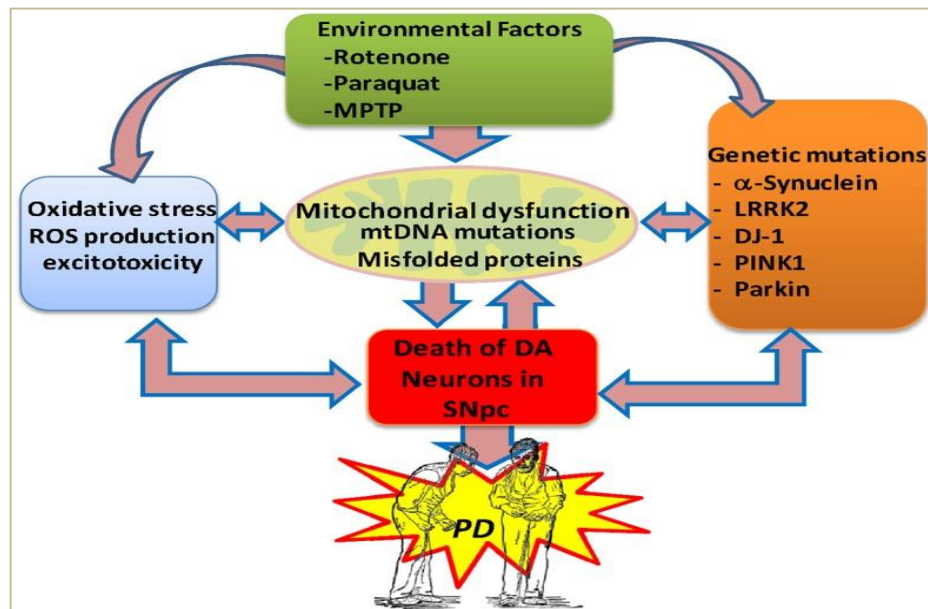 Environmental Factors
-Rotenone
-Paraquat
-MPTP
Oxidative stress
ROS production
excitotoxicity
Mitochondrial dysfunction
mtDNA mutations
Misfolded proteins
Genetic mutations
- α-Synuclein
- LRRK2
- DJ-1
- PINK1
- Parkin
Death of DA
Neurons in
SNpc
PD